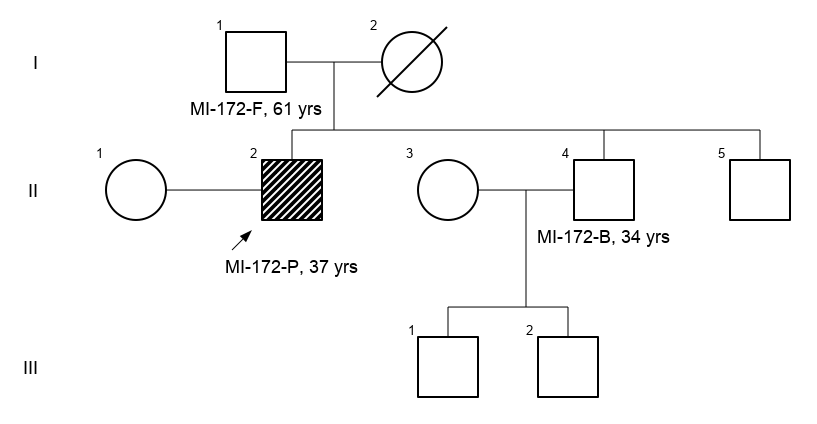 1 2
I
MI-172-F, 61 yrs
1 2 3 4 5
II
MI-172-B, 34 yrs
MI-172-P, 37 yrs
1 2
III